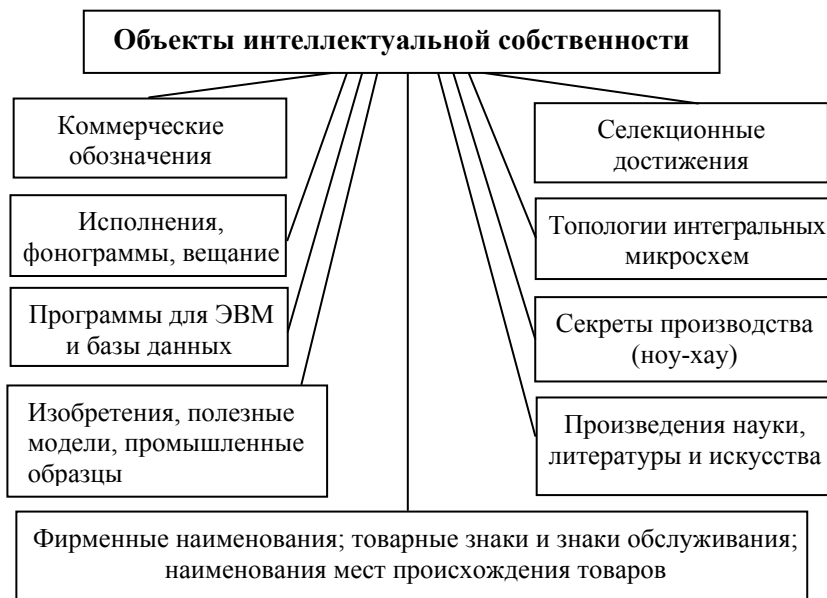 Объекты интеллектуальной собственности
Коммерческие
обозначения
Исполнения,
фонограммы, вещание
Программы для ЭВМ
и базы данных
Изобретения, полезные
модели, промышленные
образцы
Селекционные
достижения
Топологии интегральных
микросхем
Секреты производства
(ноу-хау)
Произведения науки,
литературы и искусства
Фирменные наименования; товарные знаки и знаки обслуживания;
наименования мест происхождения товаров